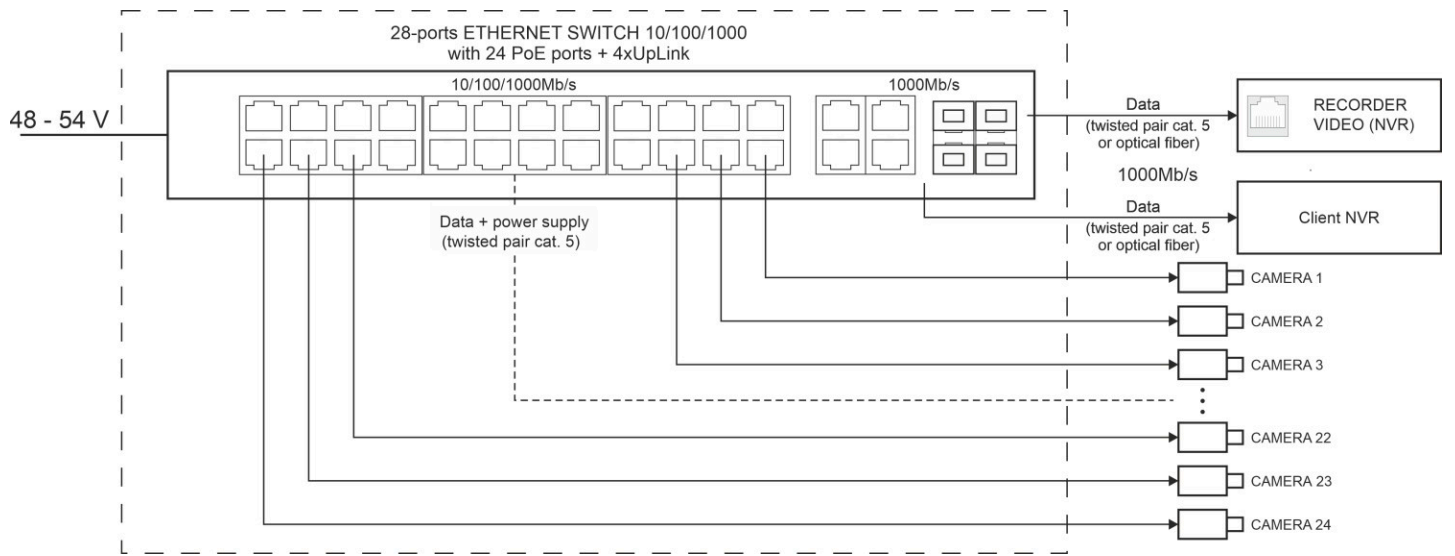 28-ports ETHERNET SWITCH 10/100/1000
with 24 PoE ports + 4xUpLink
10/100/1000Mb/s
1000Mb/s
48 - 54 V
Data
(twisted pair cat. 5
or optical fiber)
RECORDER
VIDEO (NVR)
1000Mb/s
Data
(twisted pair cat. 5
or optical fiber)
Client NVR
Data + power supply
(twisted pair cat. 5)
CAMERA 1
CAMERA 2
CAMERA 3
CAMERA 22
CAMERA 23
CAMERA 24